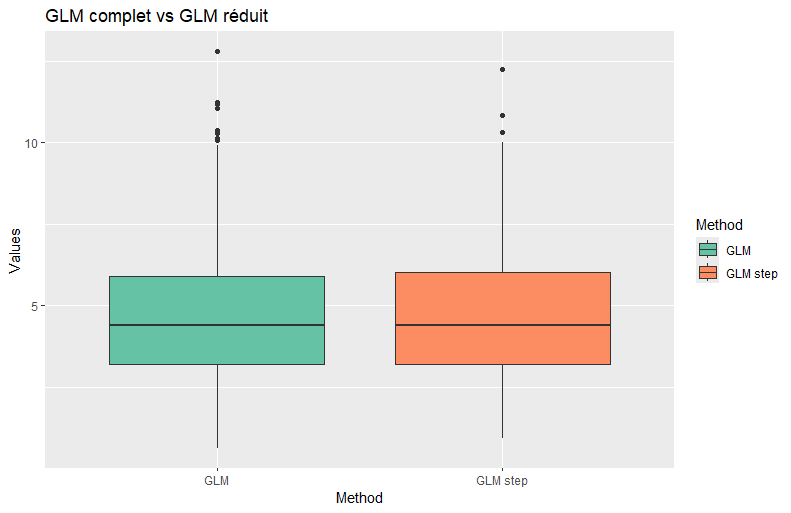 GLM complet vs GLM réduit
10
5
Values
GLM
GLM step
Method
Method
GLM
GLM step